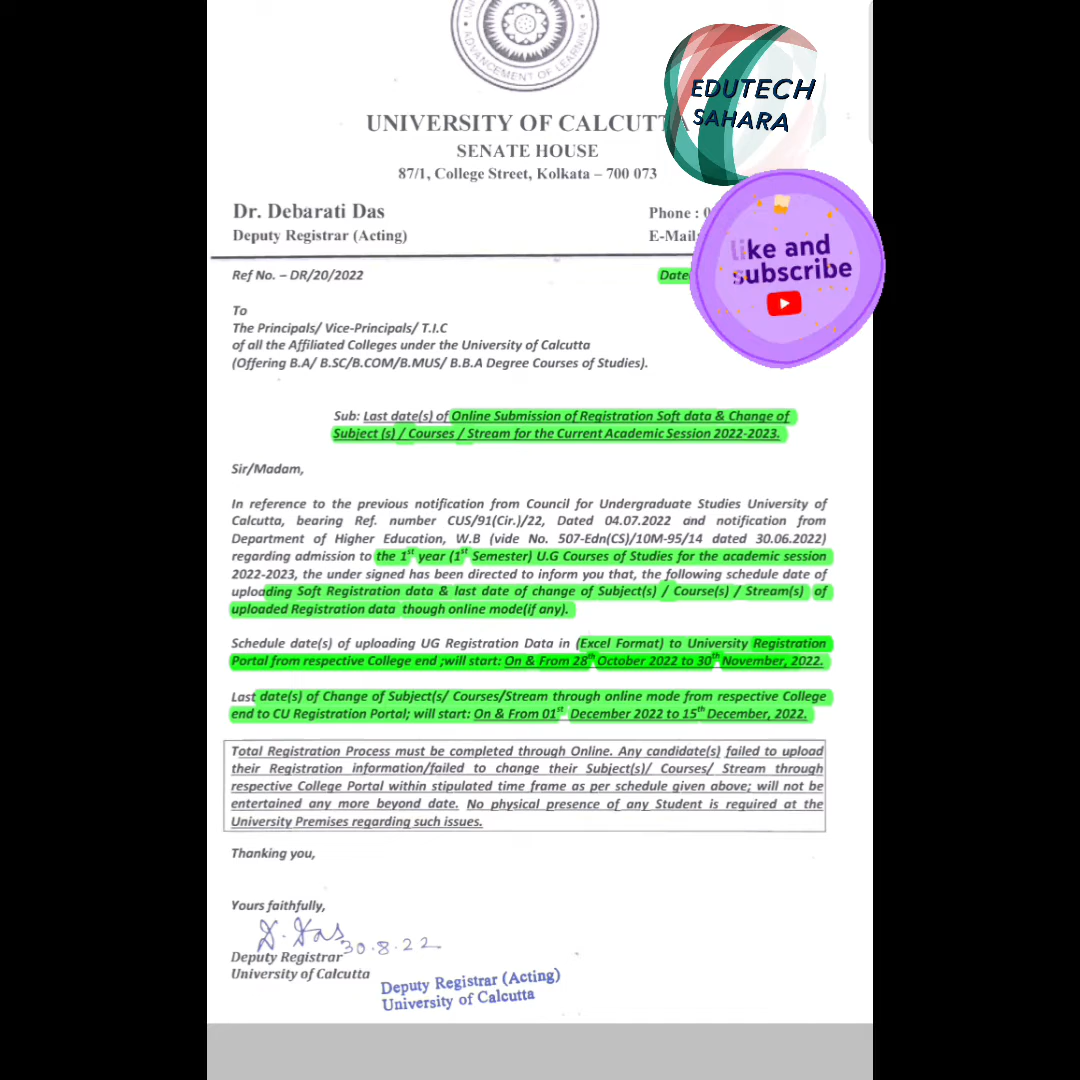 ADVANCEMENT OF LEARNING
UNIVERSITY OF CALCUT
EDUTECH
SAHARA
SENATE HOUSE
87/1, College Street, Kolkata – 700 073
Dr. Debarati Das
Phone : 0
Deputy Registrar (Acting)
E-Mail:
like and
subscribe
Ref No. – DR/20/2022
Date
To
The Principals/ Vice-Principals/ T.I.C
of all the Affiliated Colleges under the University of Calcutta
(Offering B.A/ B.SC/B.COM/B.MUS/ B.B.A Degree Courses of Studies).
Sub: Last date(s) of Online Submission of Registration Soft data & Change of
Subject (s) / Courses / Stream for the Current Academic Session 2022-2023.
Sir/Madam,
In reference to the previous notification from Council for Undergraduate Studies University of
Calcutta, bearing Ref. number CUS/91(Cir.)/22, Dated 04.07.2022 and notification from
Department of Higher Education, W.B (vide No. 507-Edn(CS)/10M-95/14 dated 30.06.2022)
regarding admission to the 1st year (1st Semester) U.G Courses of Studies for the academic session
2022-2023, the under signed has been directed to inform you that, the following schedule date of
uploading Soft Registration data & last date of change of Subject(s) / Course(s) / Stream(s) of
uploaded Registration data though online mode(if any).
Schedule date(s) of uploading UG Registration Data in (Excel Format) to University Registration
Portal from respective College end ;will start: On & From 28th October 2022 to 30th November, 2022.
Last date(s) of Change of Subject(s/ Courses/Stream through online mode from respective College
end to CU Registration Portal; will start: On & From 01st December 2022 to 15th December, 2022.
Total Registration Process must be completed through Online. Any candidate(s) failed to upload
their Registration information/failed to change their Subject(s)/ Courses/ Stream through
respective College Portal within stipulated time frame as per schedule given above; will not be
entertained any more beyond date. No physical presence of any Student is required at the
University Premises regarding such issues.
Thanking you,
Yours faithfully,
D. Das
30.8.22
Deputy Registrar
University of Calcutta
Deputy Registrar (Acting)
University of Calcutta